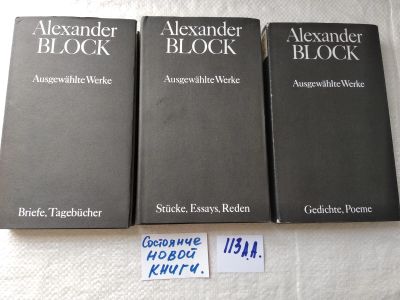 Alexander
BLOCK
Ausgewählte Werke
Briefe, Tagebücher
Alexander
BLOCK
Ausgewählte Werke
Stücke, Essays, Reden
Alexander
BLOCK
Ausgewählte Werke
Gedichte, Poeme
Состояние
НОВОЙ
КНИГИ.
113А.А.